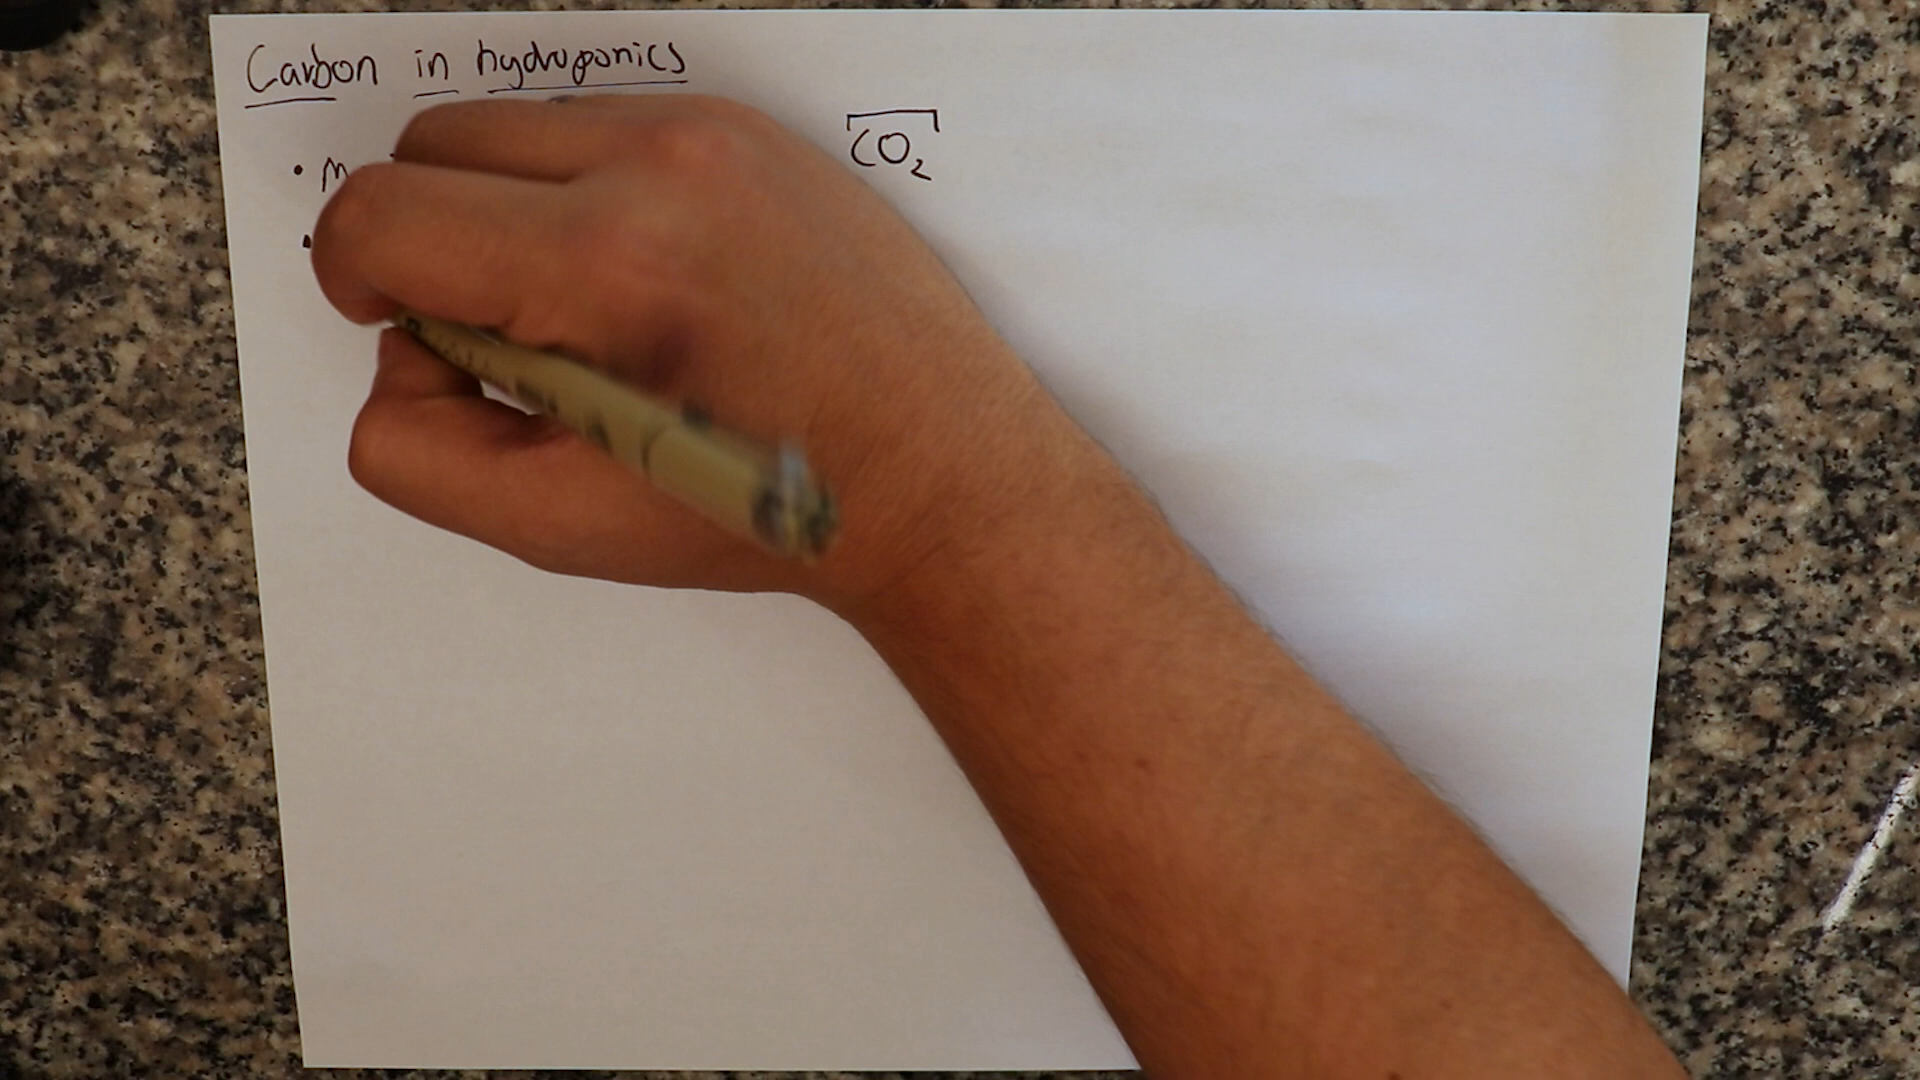 Carbon in hydroponics
CO₂
• M
•